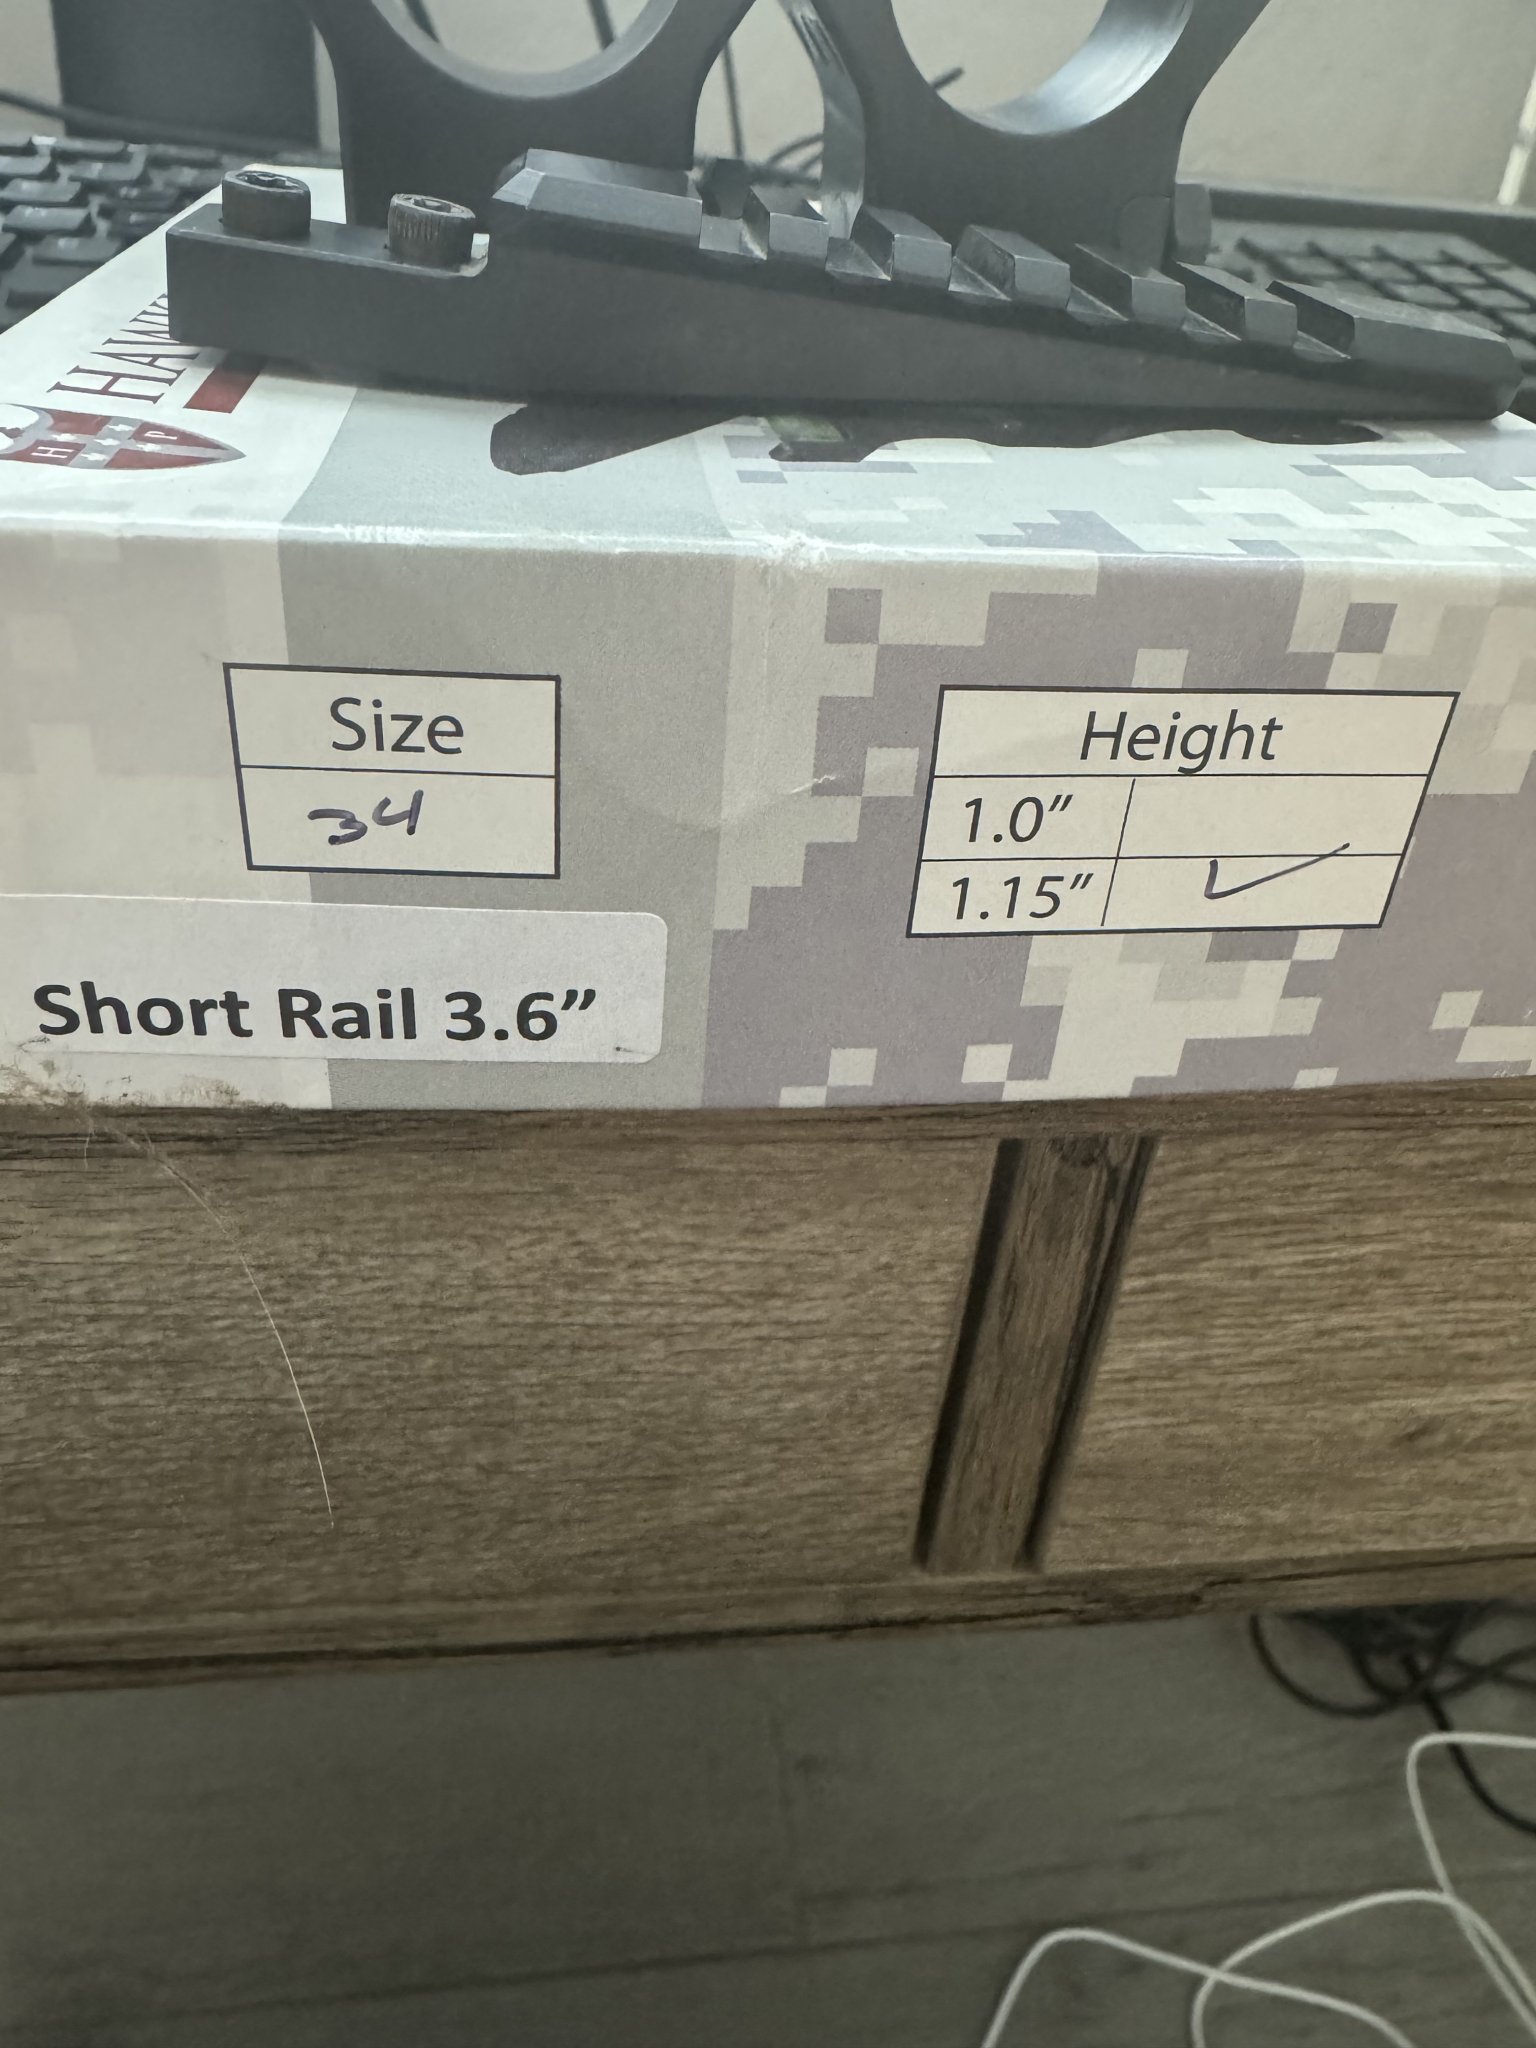 H P
Size
34
Height
1.0”
1.15”
Short Rail 3.6”